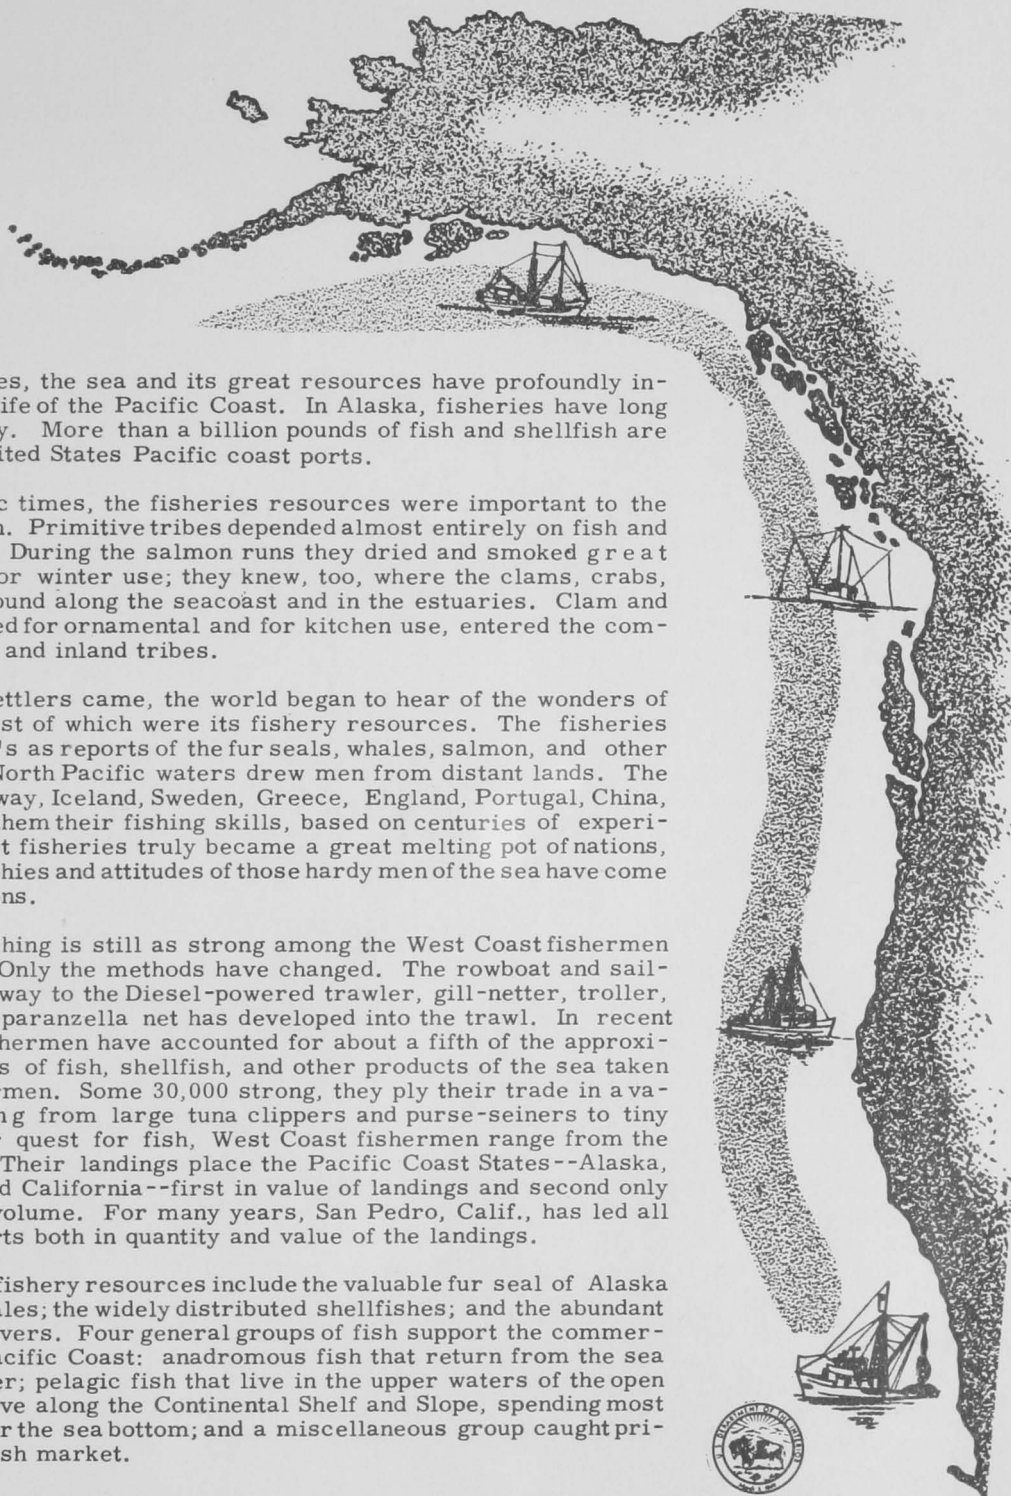 es, the sea and its great resources have profoundly in-
ife of the Pacific Coast. In Alaska, fisheries have long
y. More than a billion pounds of fish and shellfish are
ited States Pacific coast ports.
c times, the fisheries resources were important to the
n. Primitive tribes depended almost entirely on fish and
During the salmon runs they dried and smoked great
or winter use; they knew, too, where the clams, crabs,
ound along the seacoast and in the estuaries. Clam and
ed for ornamental and for kitchen use, entered the com-
and inland tribes.
ettlers came, the world began to hear of the wonders of
st of which were its fishery resources. The fisheries
's as reports of the fur seals, whales, salmon, and other
North Pacific waters drew men from distant lands. The
way, Iceland, Sweden, Greece, England, Portugal, China,
hem their fishing skills, based on centuries of experi-
t fisheries truly became a great melting pot of nations,
hies and attitudes of those hardy men of the sea have come
ns.
hing is still as strong among the West Coast fishermen
Only the methods have changed. The rowboat and sail-
way to the Diesel-powered trawler, gill-netter, troller,
paranzella net has developed into the trawl. In recent
hermen have accounted for about a fifth of the approxi-
s of fish, shellfish, and other products of the sea taken
rmen. Some 30,000 strong, they ply their trade in a va-
ng from large tuna clippers and purse-seiners to tiny
r quest for fish, West Coast fishermen range from the
Their landings place the Pacific Coast States--Alaska,
d California--first in value of landings and second only
volume. For many years, San Pedro, Calif., has led all
rts both in quantity and value of the landings.
fishery resources include the valuable fur seal of Alaska
ales; the widely distributed shellfishes; and the abundant
vers. Four general groups of fish support the commer-
acific Coast: anadromous fish that return from the sea
er; pelagic fish that live in the upper waters of the open
ve along the Continental Shelf and Slope, spending most
r the sea bottom; and a miscellaneous group caught pri-
sh market.
U.S. DEPARTMENT OF THE INTERIOR
March 3, 1849